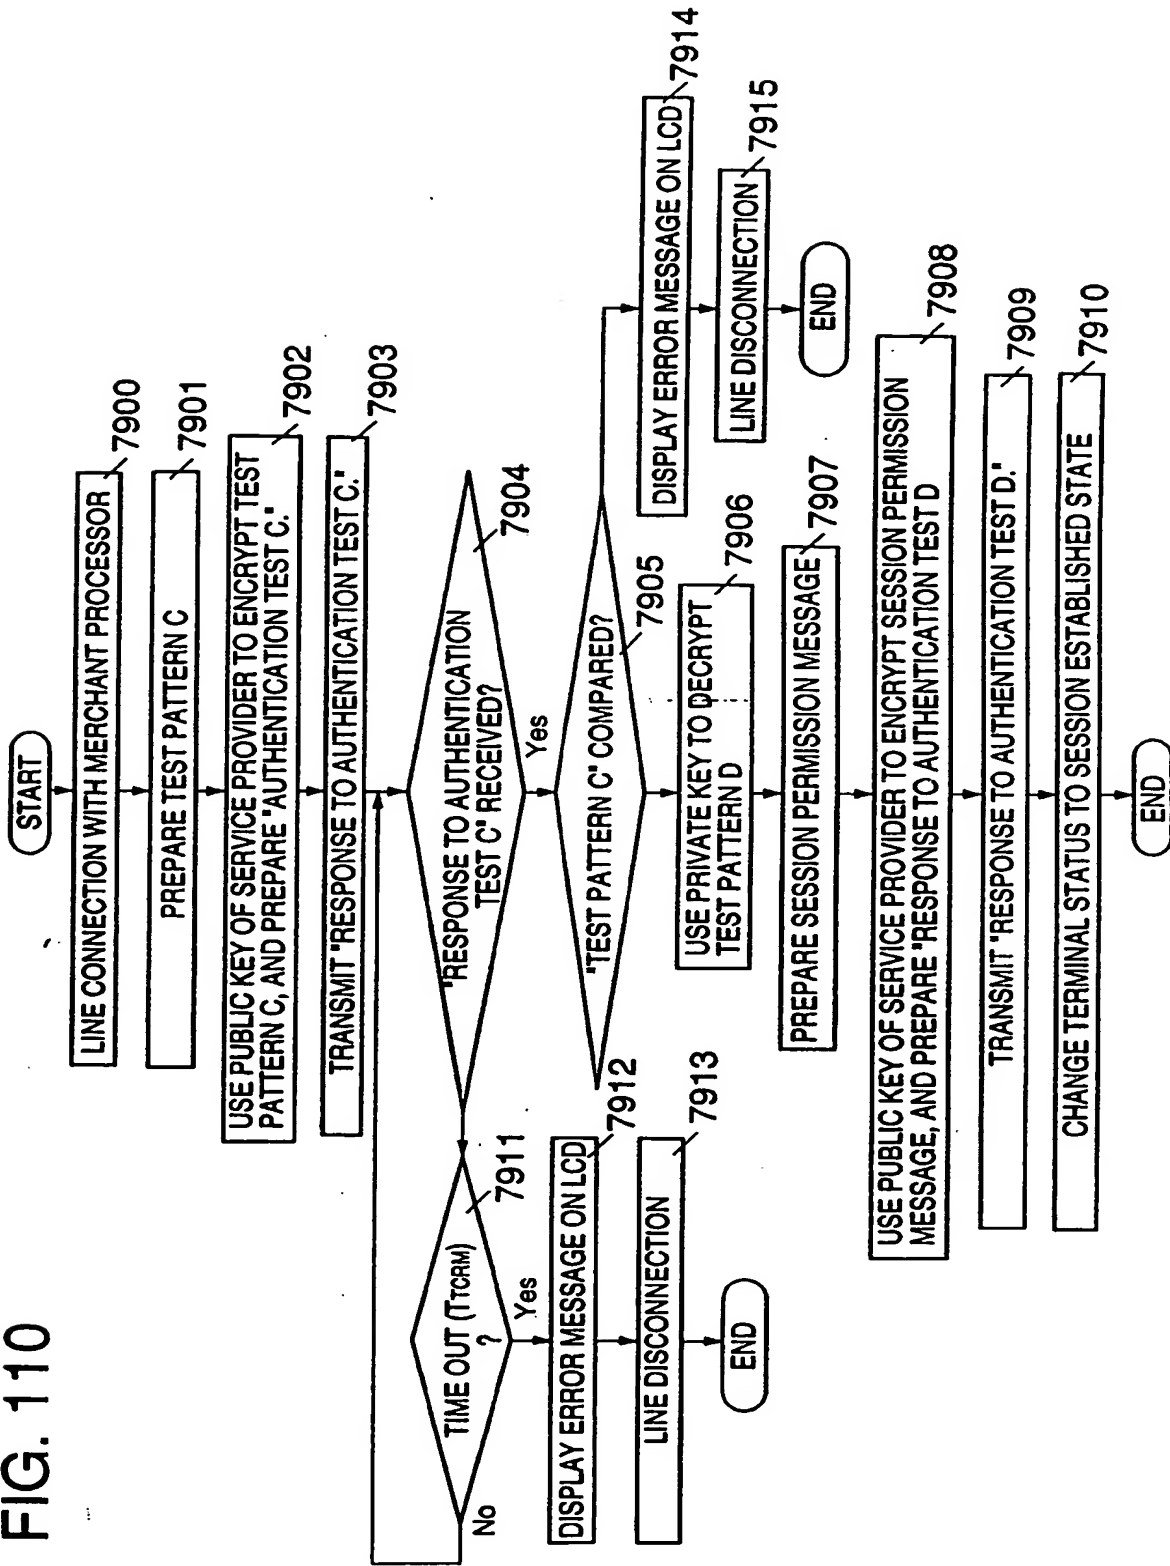 FIG. 110
START
LINE CONNECTION WITH MERCHANT PROCESSOR
7900
PREPARE TEST PATTERN C
7901
USE PUBLIC KEY OF SERVICE PROVIDER TO ENCRYPT TEST
PATTERN C, AND PREPARE "AUTHENTICATION TEST C."
7902
TRANSMIT "RESPONSE TO AUTHENTICATION TEST C."
7903
"RESPONSE TO AUTHENTICATION
TEST C" RECEIVED?
7904
Yes
TIME OUT (TTCRM)
?
7911
No
Yes
DISPLAY ERROR MESSAGE ON LCD
7912
LINE DISCONNECTION
7913
END
"TEST PATTERN C" COMPARED?
7905
DISPLAY ERROR MESSAGE ON LCD
7914
LINE DISCONNECTION
7915
END
USE PRIVATE KEY TO DECRYPT
TEST PATTERN D
7906
PREPARE SESSION PERMISSION MESSAGE
7907
USE PUBLIC KEY OF SERVICE PROVIDER TO ENCRYPT SESSION PERMISSION
MESSAGE, AND PREPARE "RESPONSE TO AUTHENTICATION TEST D
7908
TRANSMIT "RESPONSE TO AUTHENTICATION TEST D."
7909
CHANGE TERMINAL STATUS TO SESSION ESTABLISHED STATE
7910
END